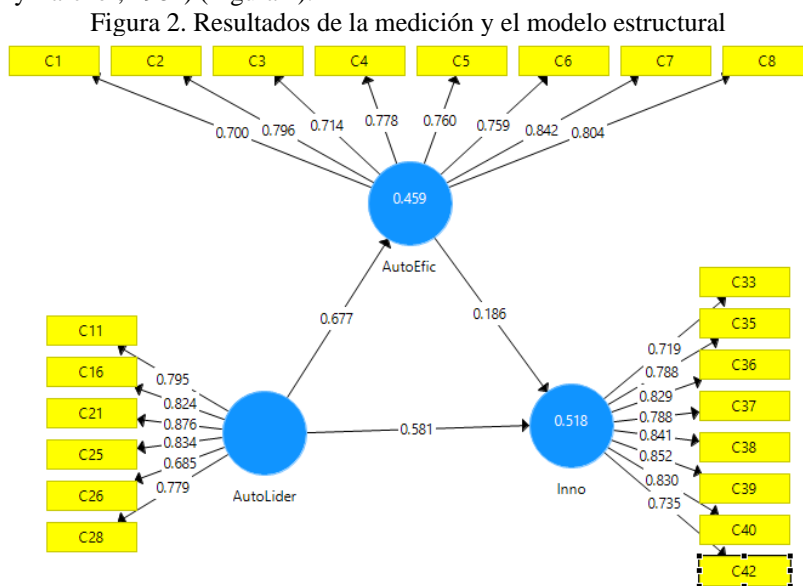 Figura 2. Resultados de la medición y el modelo estructural
C1 C2 C3 C4 C5 C6 C7 C8
0.700 0.796 0.714 0.778 0.760 0.759 0.842 0.804
0.459
AutoEfic
0.677
0.186
C11
C16
C21
C25
C26
C28
0.795
0.824
0.876
0.834
0.685
0.779
AutoLider
0.581
0.518
Inno
0.719
0.788
0.829
0.788
0.841
0.852
0.830
0.735
C33
C35
C36
C37
C38
C39
C40
C42